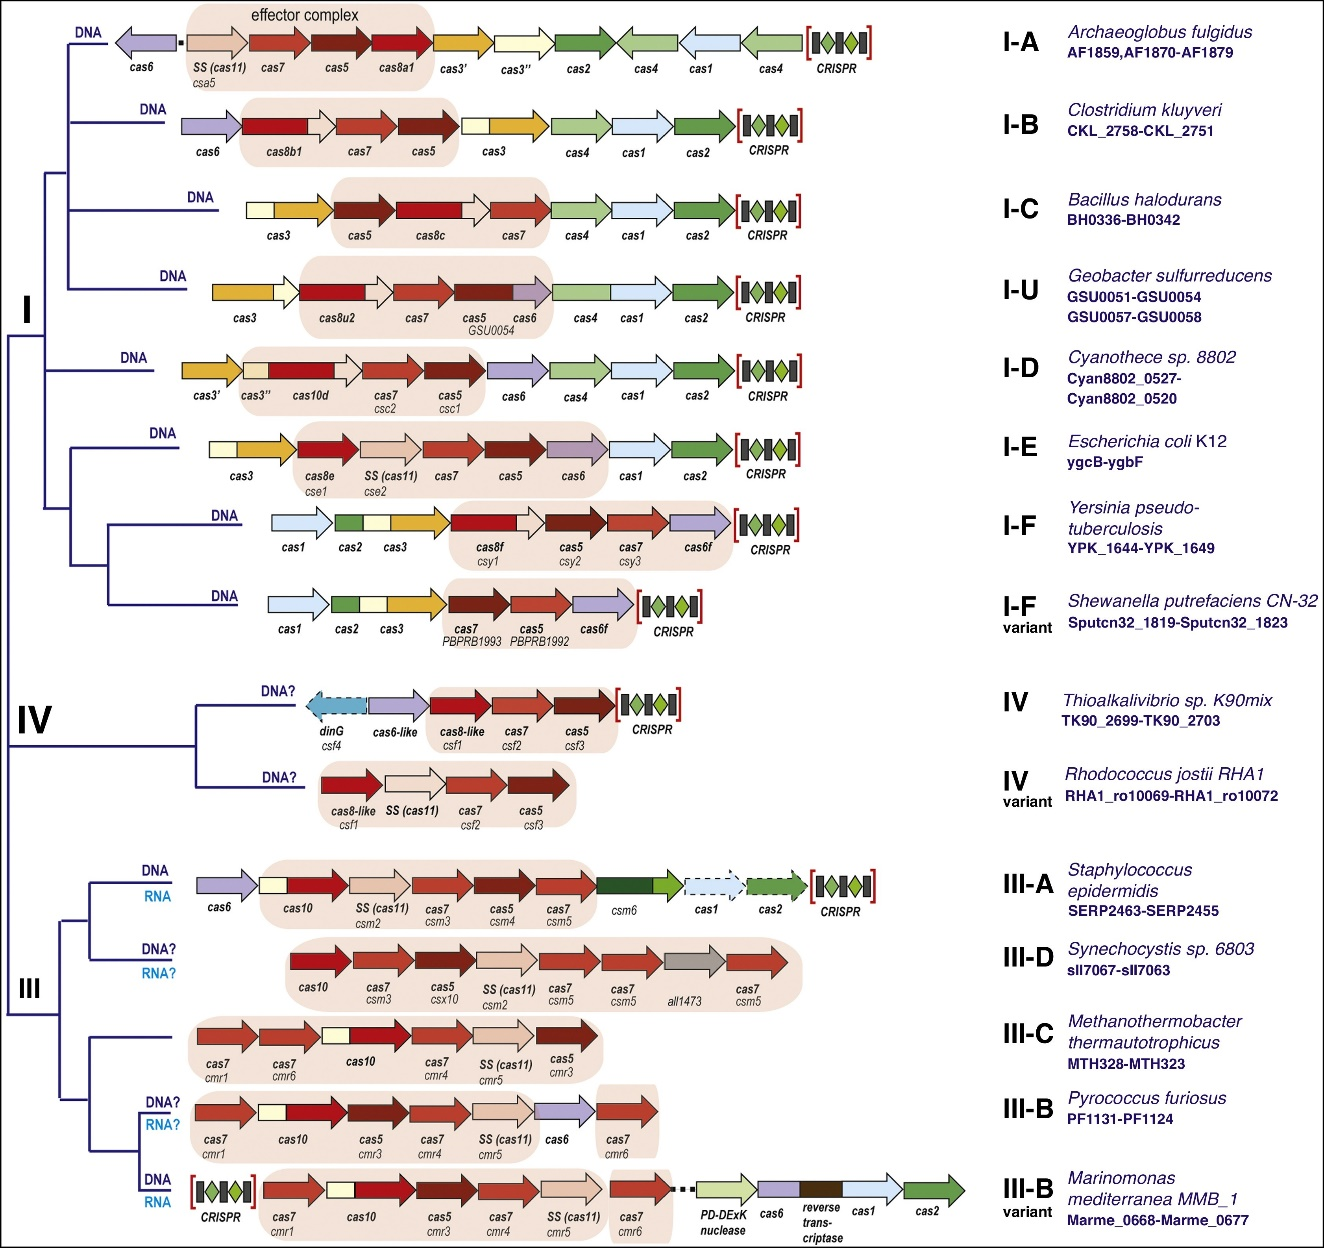 effector complex
I
DNA
cas6
SS (cas11)
csa5
cas7
cas5
cas8a1
cas3'
cas3''
cas2
cas4
cas1
cas4
CRISPR
I-A
Archaeoglobus fulgidus
AF1859,AF1870-AF1879
DNA
cas6
cas8b1
cas7
cas5
cas3
cas4
cas1
cas2
CRISPR
I-B
Clostridium kluyveri
CKL_2758-CKL_2751
DNA
cas3
cas5
cas8c
cas7
cas4
cas1
cas2
CRISPR
I-C
Bacillus halodurans
BH0336-BH0342
DNA
cas3
cas8u2
cas7
cas5
GSU0054
cas6
cas4
cas1
cas2
CRISPR
I-U
Geobacter sulfurreducens
GSU0051-GSU0054
GSU0057-GSU0058
DNA
cas3'
cas3''
cas10d
cas7
csc2
cas5
csc1
cas6
cas4
cas1
cas2
CRISPR
I-D
Cyanothece sp. 8802
Cyan8802_0527-
Cyan8802_0520
DNA
cas3
cas8e
cse1
SS (cas11)
cse2
cas7
cas5
cas6
cas1
cas2
CRISPR
I-E
Escherichia coli K12
ygcB-ygbF
DNA
cas1
cas2
cas3
cas8f
csy1
cas5
csy2
cas7
csy3
cas6f
CRISPR
I-F
Yersinia pseudo-
tuberculosis
YPK_1644-YPK_1649
DNA
cas1
cas2
cas3
cas7
PBPRB1993
cas5
PBPRB1992
cas6f
CRISPR
I-F
variant
Shewanella putrefaciens CN-32
Sputcn32_1819-Sputcn32_1823
IV
DNA?
dinG
csf4
cas6-like
cas8-like
csf1
cas7
csf2
cas5
csf3
CRISPR
IV
Thioalkalivibrio sp. K90mix
TK90_2699-TK90_2703
DNA?
cas8-like
csf1
SS (cas11)
cas7
csf2
cas5
csf3
IV
variant
Rhodococcus jostii RHA1
RHA1_ro10069-RHA1_ro10072
III
DNA
RNA
cas6
cas10
SS (cas11)
csm2
cas7
csm3
cas5
csm4
cas7
csm5
csm6
cas1
cas2
CRISPR
III-A
Staphylococcus
epidermidis
SERP2463-SERP2455
DNA?
RNA?
cas10
cas7
csm3
cas5
csx10
SS (cas11)
csm2
cas7
csm5
cas7
csm5
all1473
cas7
csm5
III-D
Synechocystis sp. 6803
sll7067-sll7063
cas7
cmr1
cas7
cmr6
cas10
cas7
cmr4
SS (cas11)
cmr5
cas5
cmr3
III-C
Methanothermobacter
thermautotrophicus
MTH328-MTH323
DNA?
RNA?
cas7
cmr1
cas10
cas5
cmr3
cas7
cmr4
SS (cas11)
cmr5
cas6
cas7
cmr6
III-B
Pyrococcus furiosus
PF1131-PF1124
DNA
RNA
CRISPR
cas7
cmr1
cas10
cas5
cmr3
cas7
cmr4
SS (cas11)
cmr5
cas7
cmr6
PD-DExK
nuclease
cas6
reverse
trans-
criptase
cas1
cas2
III-B
variant
Marinomonas
mediterranea MMB_1
Marme_0668-Marme_0677